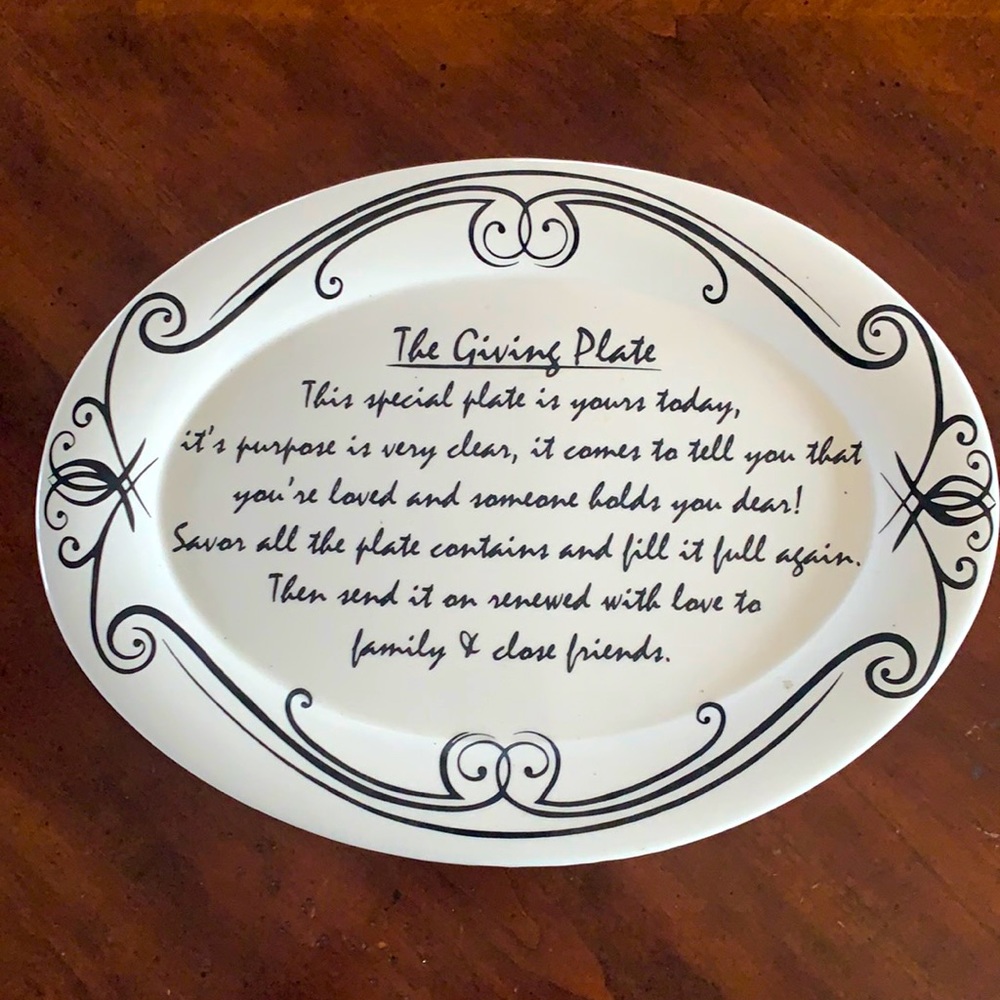 The Giving Plate
This special plate is yours today,
it's purpose is very clear, it comes to tell you that
you're loved and someone holds you dear!
Savor all the plate contains and fill it full again.
Then send it on renewed with love to
family & close friends.